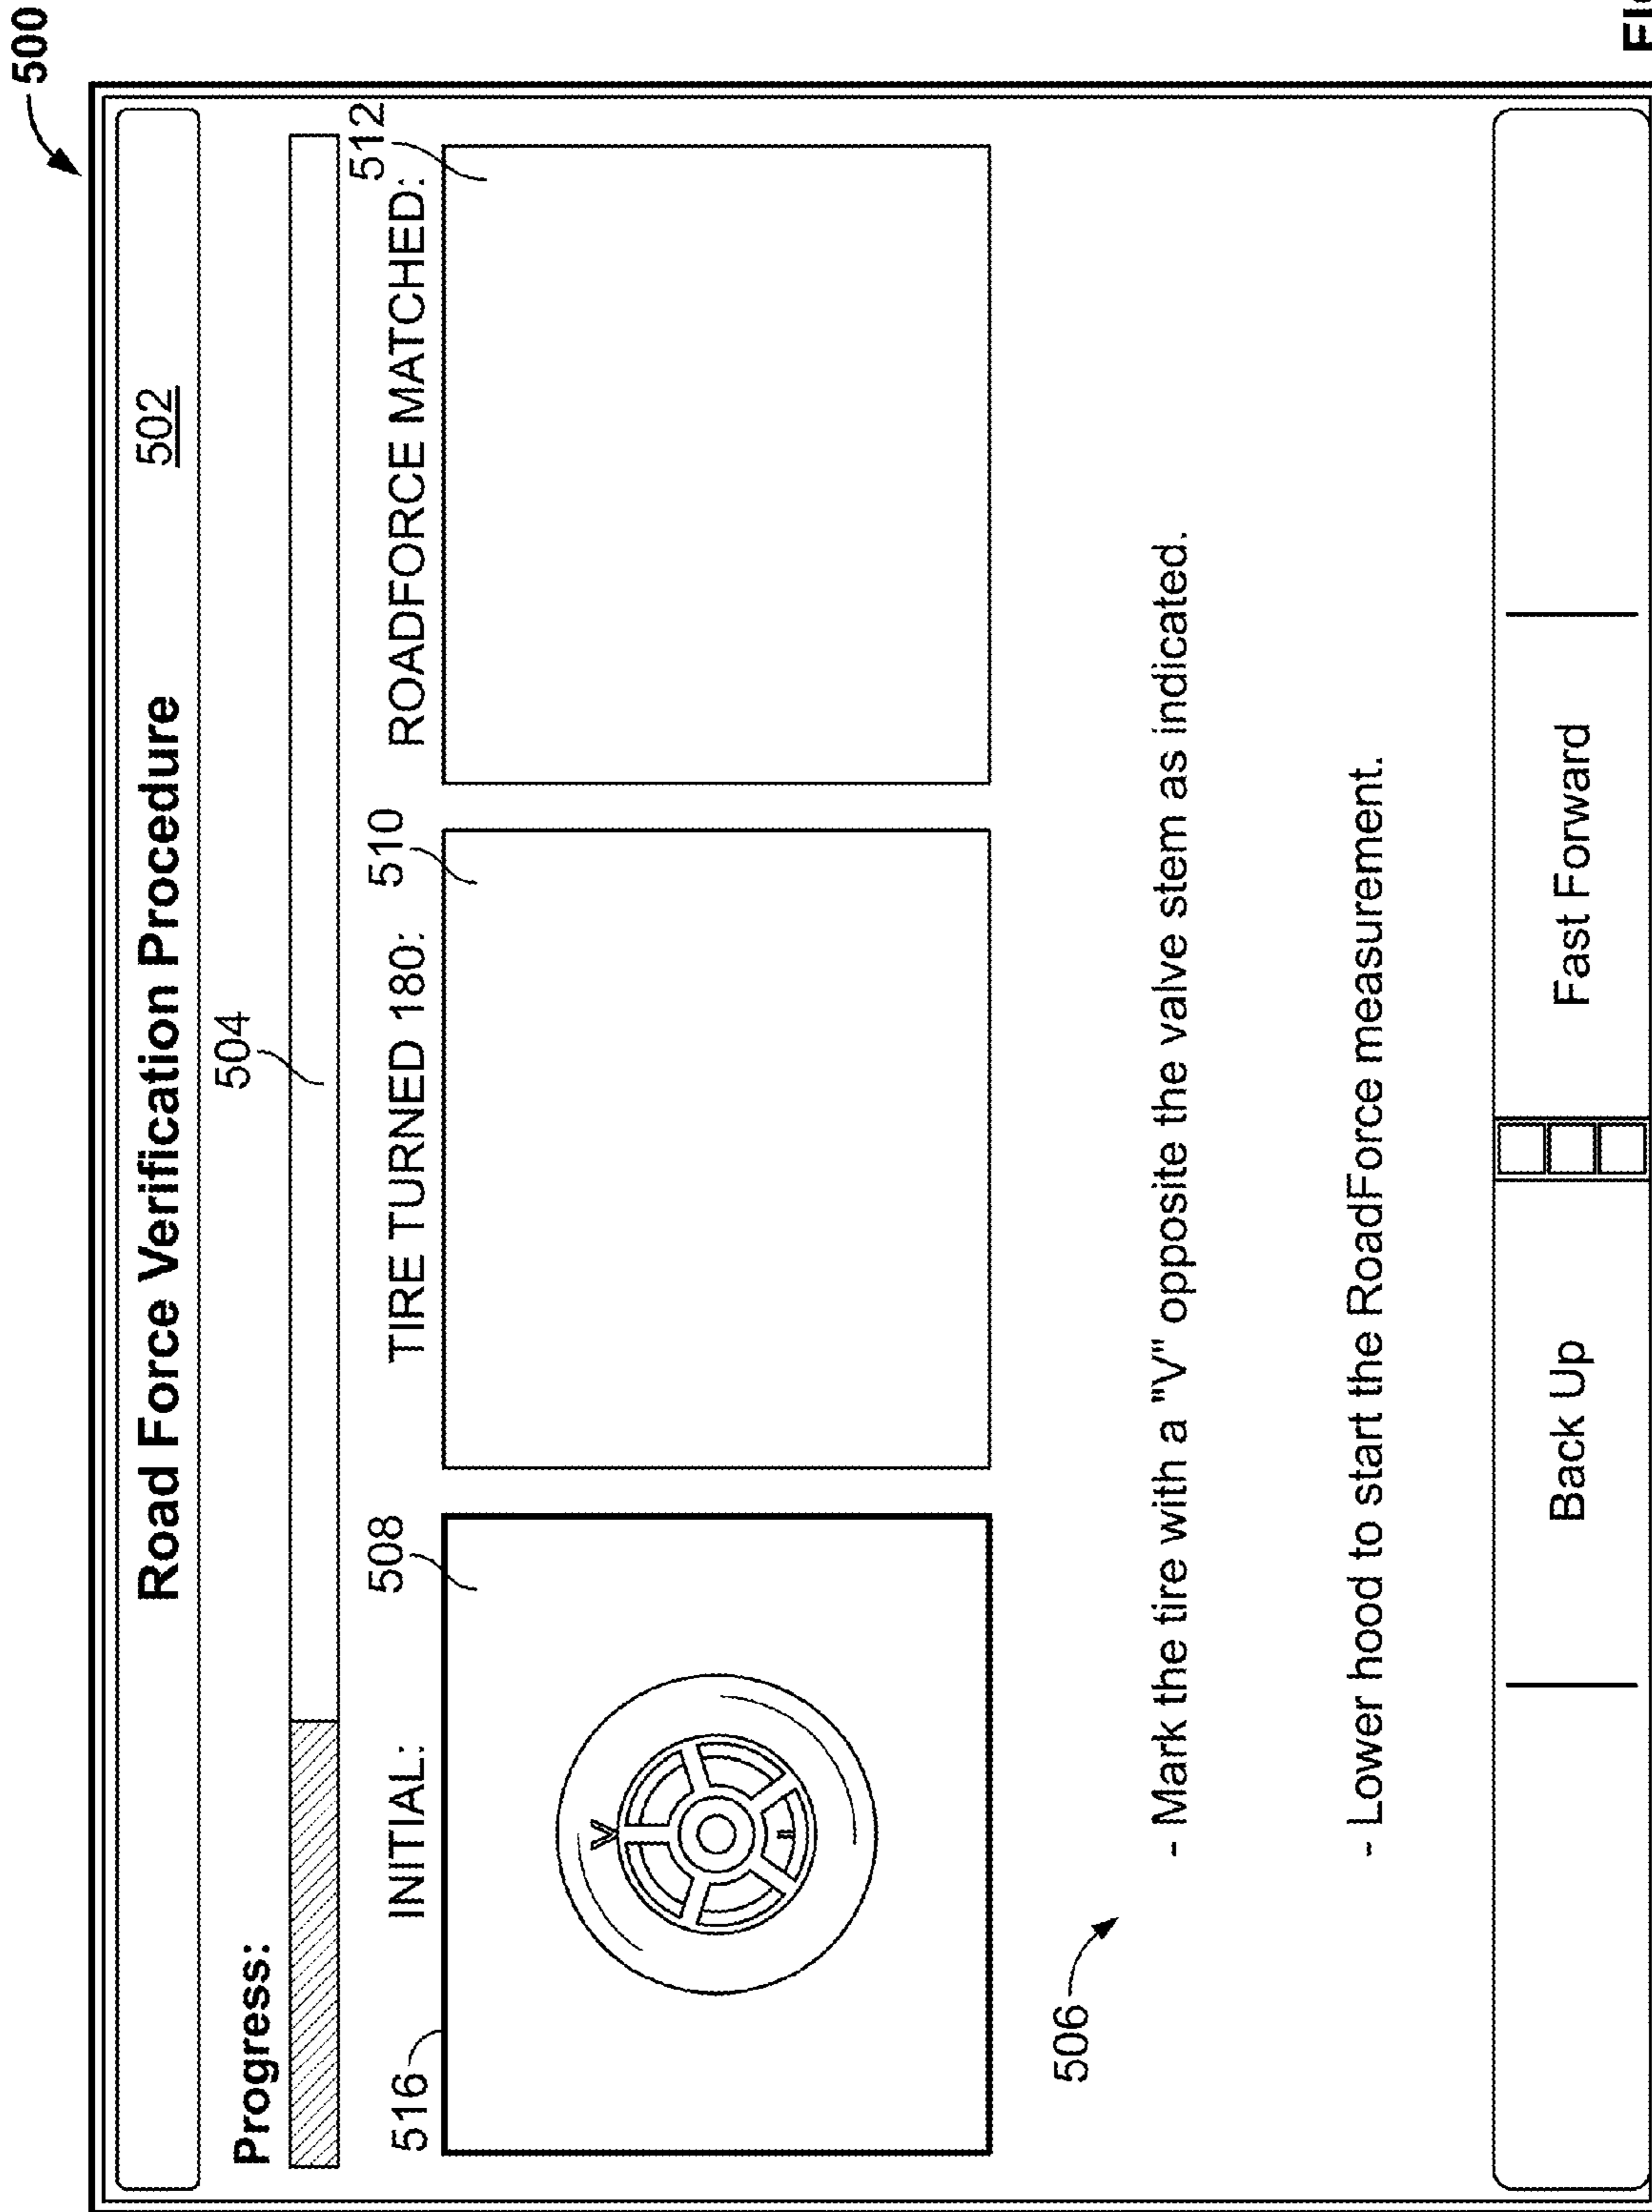 500
Road Force Verification Procedure 502
504
Progress:
INITIAL: 508 TIRE TURNED 180: 510 ROADFORCE MATCHED: 512
516
V
506
- Mark the tire with a "V" opposite the valve stem as indicated.
- Lower hood to start the RoadForce measurement.
Back Up Fast Forward